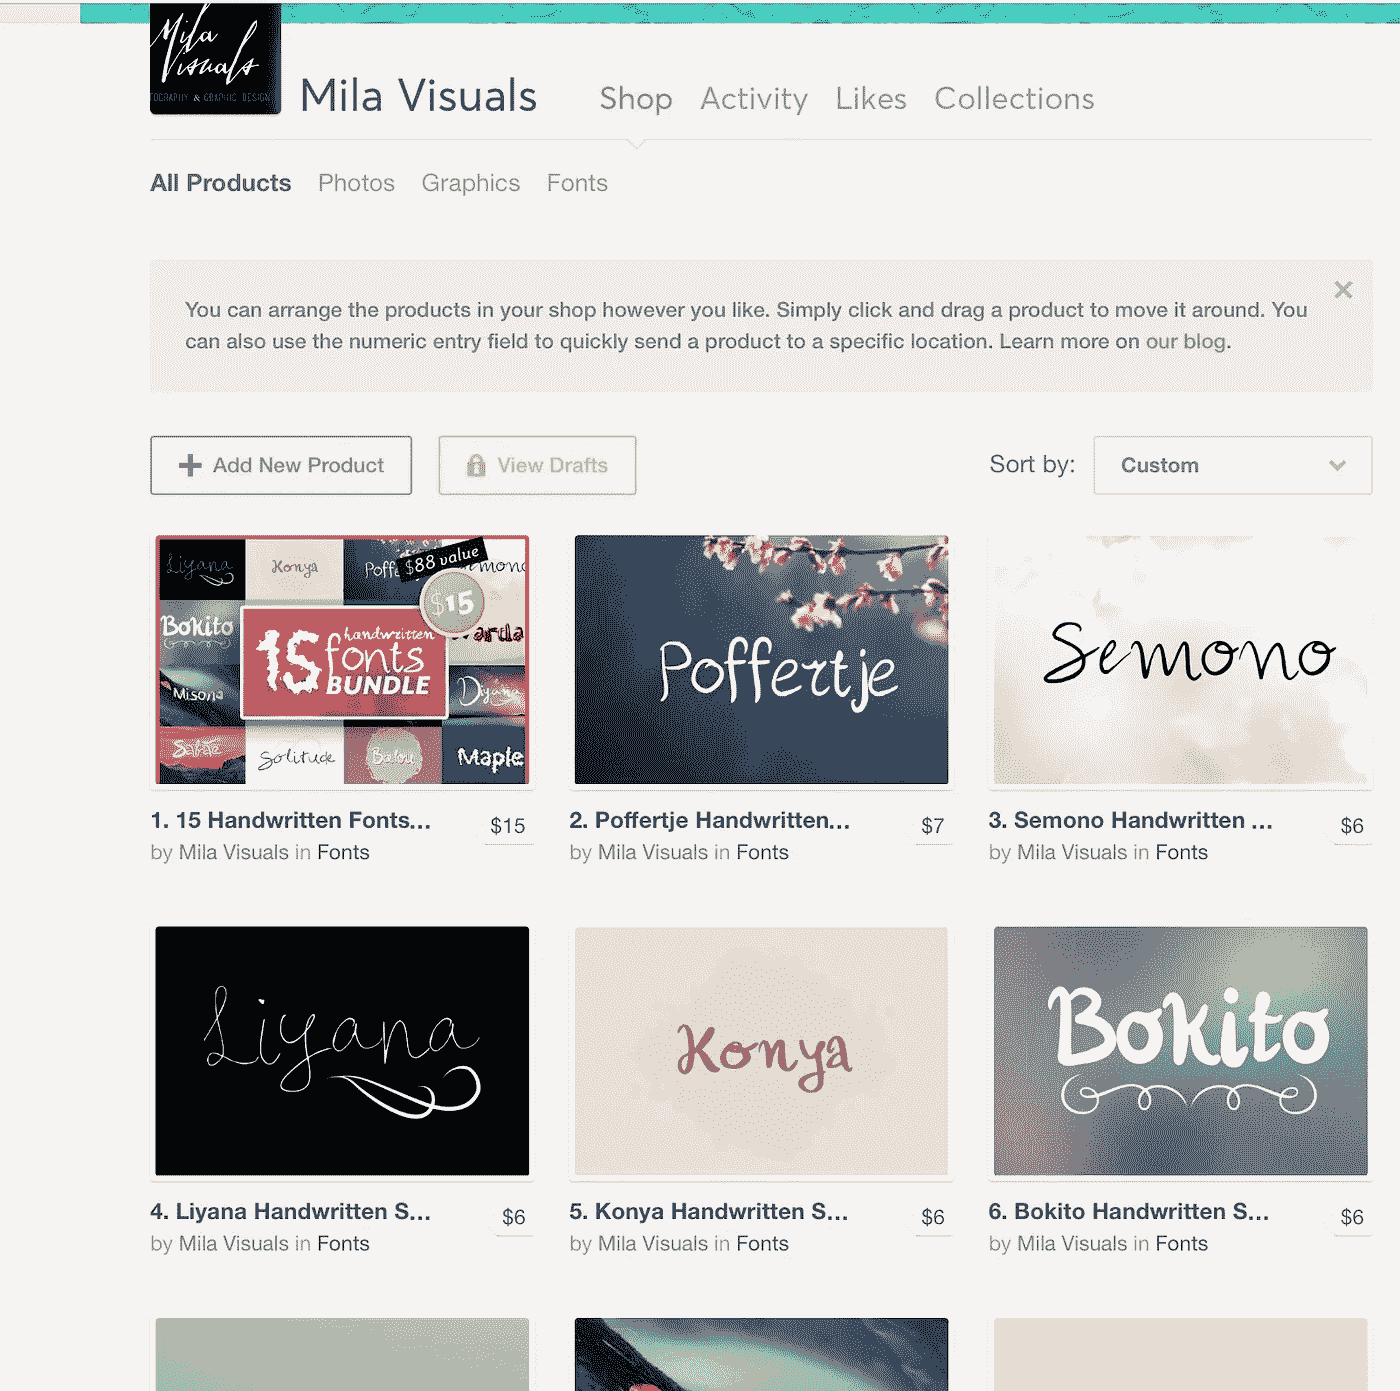 Mila
Visuals
TOGRAPHY & GRAPHIC DESIGN
Mila Visuals
Shop Activity Likes Collections
All Products Photos Graphics Fonts
You can arrange the products in your shop however you like. Simply click and drag a product to move it around. You
can also use the numeric entry field to quickly send a product to a specific location. Learn more on our blog.
Add New Product
View Drafts
Sort by: Custom
Liyana
Konya
Poffe
$88 value
mono
$15
Bokito
15 handwritten
fonts
BUNDLE
arda
Misona
Diyana
Safate
Solitude
Balou
Maple
Poffertje
Semono
1. 15 Handwritten Fonts... $15
by Mila Visuals in Fonts
2. Poffertje Handwritten... $7
by Mila Visuals in Fonts
3. Semono Handwritten ... $6
by Mila Visuals in Fonts
Liyana
Konya
Bokito
4. Liyana Handwritten S... $6
by Mila Visuals in Fonts
5. Konya Handwritten S... $6
by Mila Visuals in Fonts
6. Bokito Handwritten S... $6
by Mila Visuals in Fonts